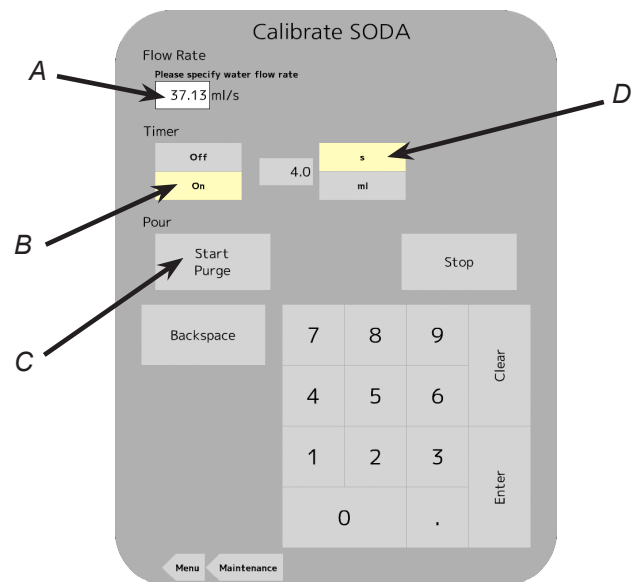 Calibrate SODA
Flow Rate
A
Please specify water flow rate
37.13 ml/s
D
Timer
Off
s
4.0
On
ml
B
Pour
Start
Purge
Stop
C
Backspace
7 8 9
Clear
4 5 6
1 2 3
Enter
0 .
Menu Maintenance